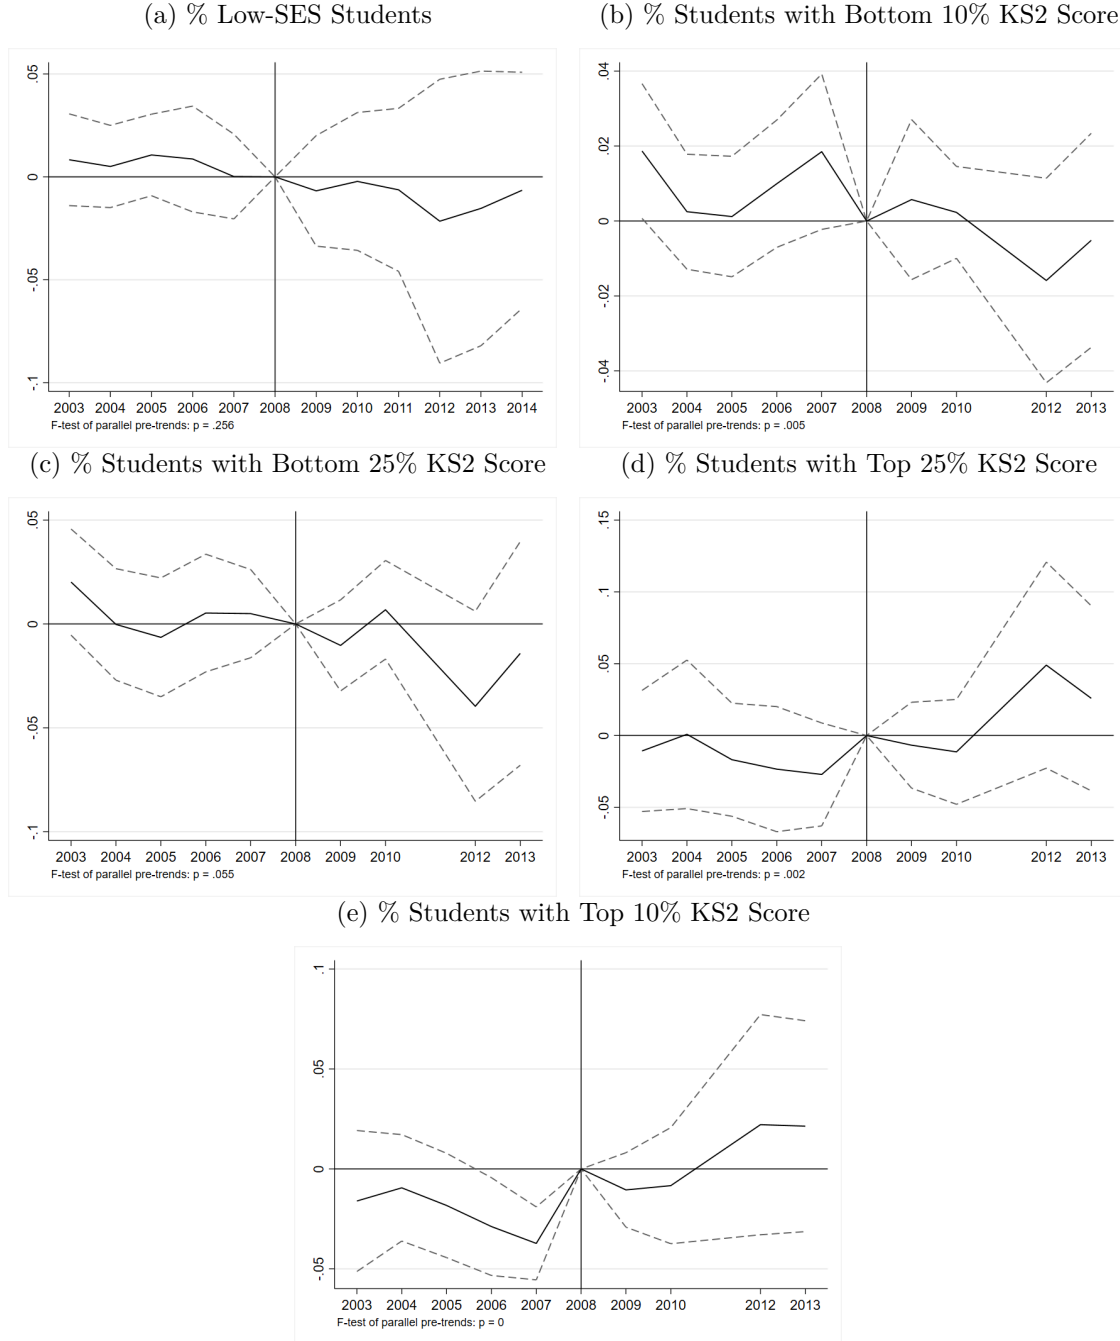 (a) % Low-SES Students
.05
0
-.05
-.1
2003 2004 2005 2006 2007 2008 2009 2010 2011 2012 2013 2014
F-test of parallel pre-trends: p = .256
(b) % Students with Bottom 10% KS2 Score
.04
.02
0
-.02
-.04
2003 2004 2005 2006 2007 2008 2009 2010 2012 2013
F-test of parallel pre-trends: p = .005
(c) % Students with Bottom 25% KS2 Score
.05
0
-.05
-.1
2003 2004 2005 2006 2007 2008 2009 2010 2012 2013
F-test of parallel pre-trends: p = .055
(d) % Students with Top 25% KS2 Score
.15
.1
.05
0
-.05
2003 2004 2005 2006 2007 2008 2009 2010 2012 2013
F-test of parallel pre-trends: p = .002
(e) % Students with Top 10% KS2 Score
.1
.05
0
-.05
2003 2004 2005 2006 2007 2008 2009 2010 2012 2013
F-test of parallel pre-trends: p = 0